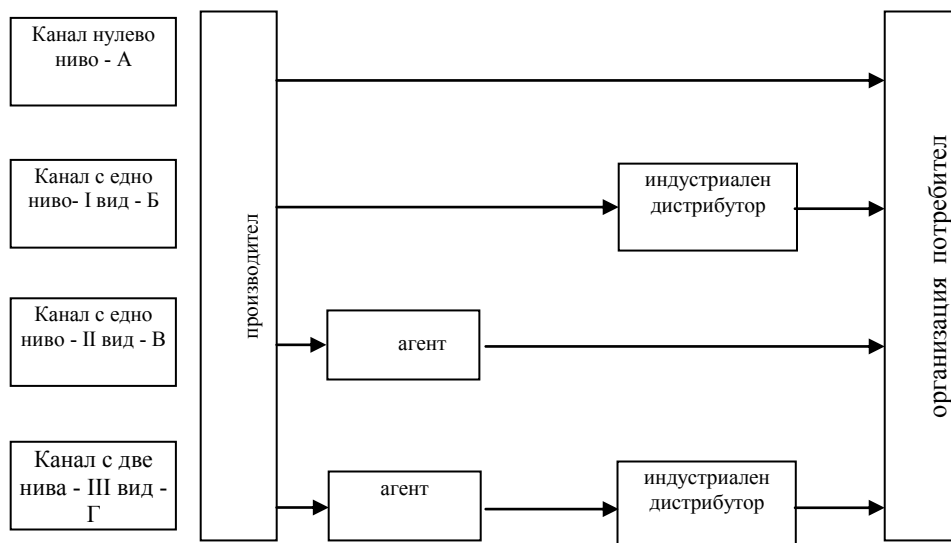 Канал нулево
ниво - А
Канал с едно
ниво- I вид - Б
Канал с едно
ниво - II вид - В
Канал с две
нива - III вид -
Г
производител
индустриален
дистрибутор
агент
агент
индустриален
дистрибутор
организация потребител